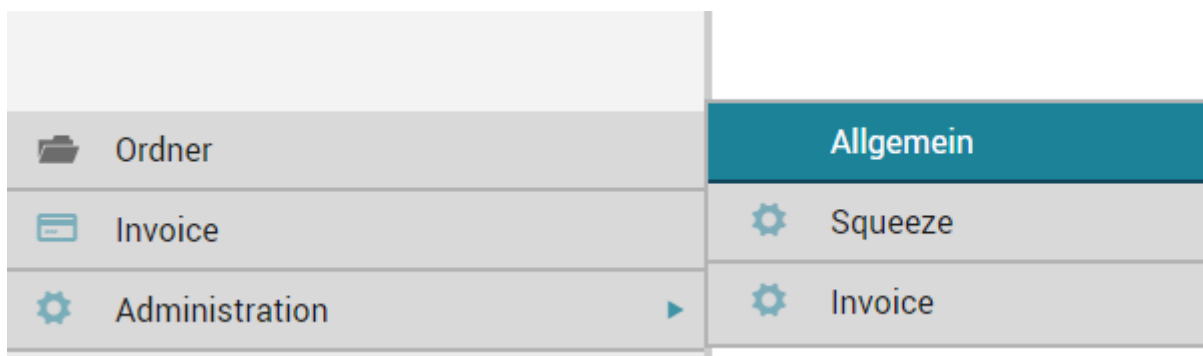 Ordner
Invoice
Administration
Allgemein
Squeeze
Invoice